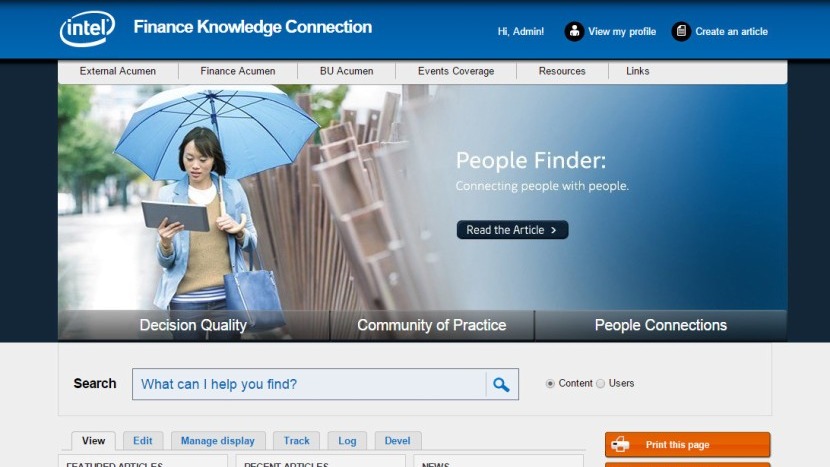 intel
Finance Knowledge Connection
Hi, Admin! View my profile Create an article
External Acumen Finance Acumen BU Acumen Events Coverage Resources Links
People Finder:
Connecting people with people.
Read the Article >
Decision Quality Community of Practice People Connections
Search What can I help you find? Content Users
View Edit Manage display Track Log Devel
Print this page
FEATURED ARTICLES RECENT ARTICLES NEWS